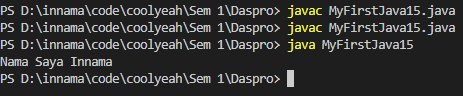 PS D:\innama\code\coolyeah\Sem 1\Daspro> javac MyFirstJava15.java
PS D:\innama\code\coolyeah\Sem 1\Daspro> javac MyFirstJava15.java
PS D:\innama\code\coolyeah\Sem 1\Daspro> java MyFirstJava15
Nama Saya Innama
PS D:\innama\code\coolyeah\Sem 1\Daspro>